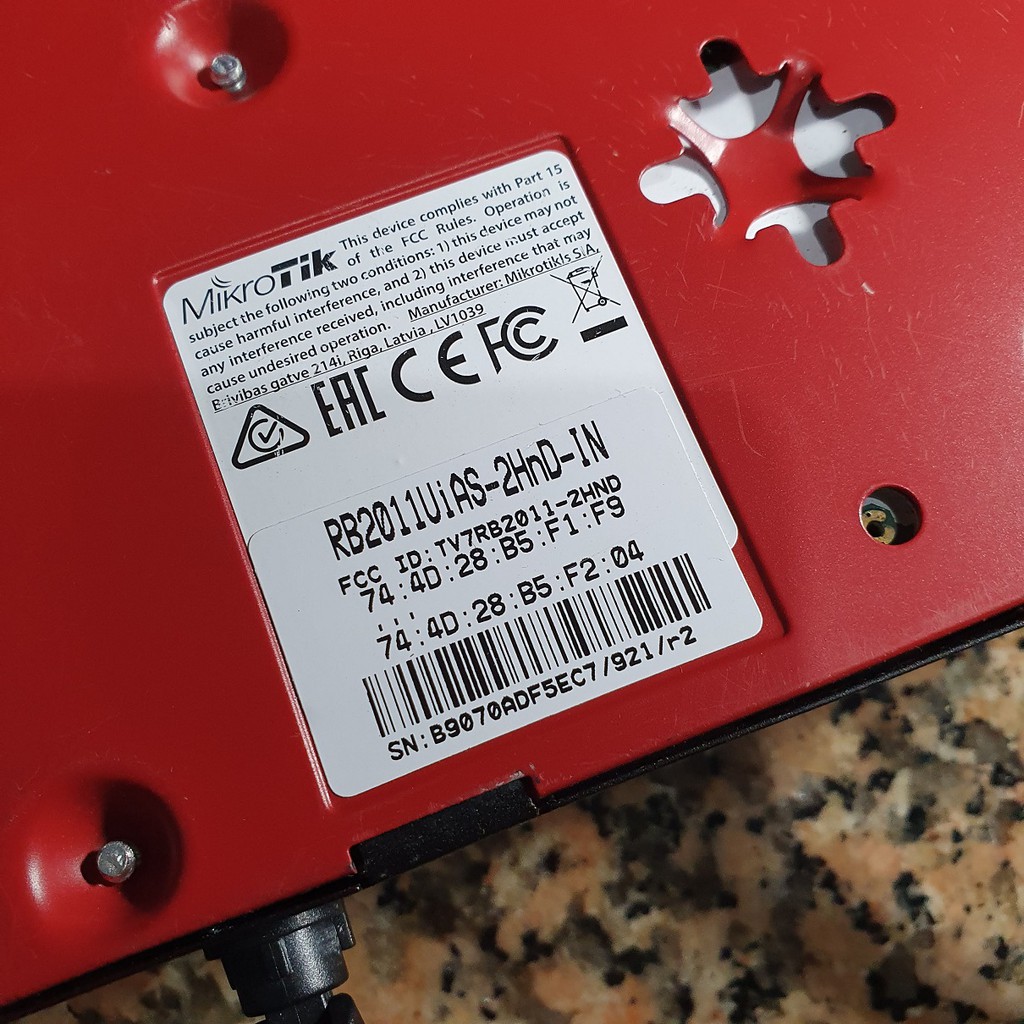 MikroTik This device complies with Part 15
of the FCC Rules. Operation is
subject the following two conditions: 1) this device may not
cause harmful interference, and 2) this device must accept
any interference received, including interference that may
cause undesired operation. Manufacturer: Mikrotikls SIA,
Brivibas gatve 214i, Riga, Latvia, LV1039
EAC CE FC
RB2011UiAS-2HnD-IN
FCC ID:TV7RB2011-2HND
74:4D:28:B5:F1:F9
...
74:4D:28:B5:F2:04
SN:B9070ADF5EC7/921/r2